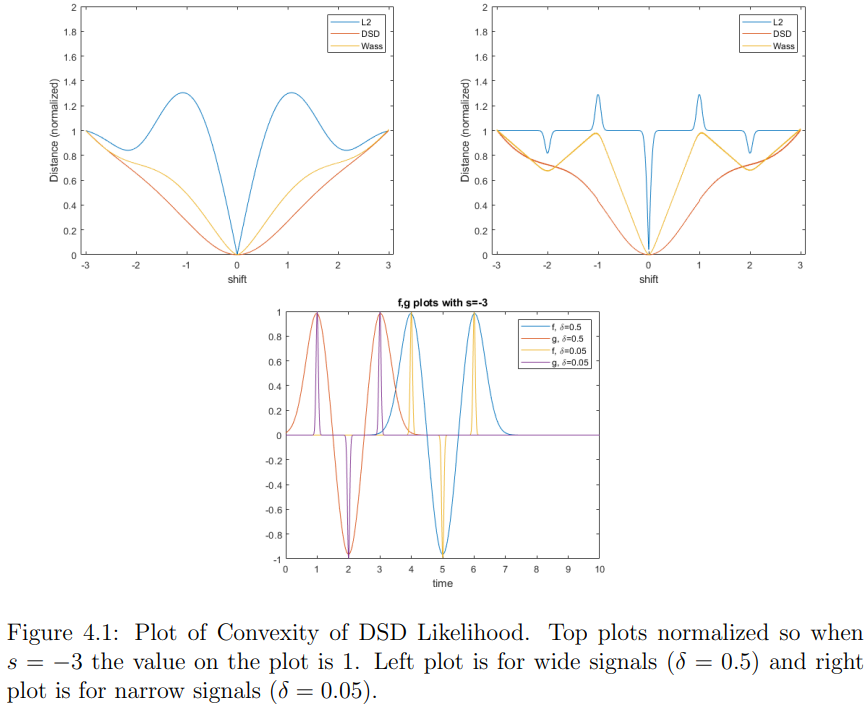 2
1.8
1.6
1.4
1.2
1
0.8
0.6
0.4
0.2
0
Distance (normalized)
-3 -2 -1 0 1 2 3
shift
L2
DSD
Wass
2
1.8
1.6
1.4
1.2
1
0.8
0.6
0.4
0.2
0
Distance (normalized)
-3 -2 -1 0 1 2 3
shift
L2
DSD
Wass
f,g plots with s=-3
1
0.8
0.6
0.4
0.2
0
-0.2
-0.4
-0.6
-0.8
-1
0 1 2 3 4 5 6 7 8 9 10
time
f, δ=0.5
g, δ=0.5
f, δ=0.05
g, δ=0.05
Figure 4.1: Plot of Convexity of DSD Likelihood. Top plots normalized so when
s = −3 the value on the plot is 1. Left plot is for wide signals (δ = 0.5) and right
plot is for narrow signals (δ = 0.05).